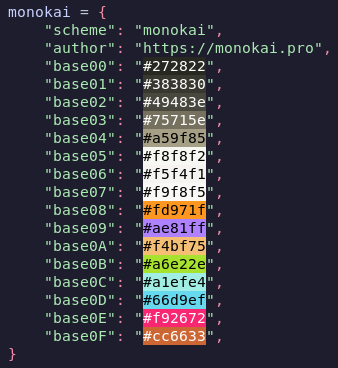 monokai = {
    "scheme": "monokai",
    "author": "https://monokai.pro",
    "base00": "#272822",
    "base01": "#383830",
    "base02": "#49483e",
    "base03": "#75715e",
    "base04": "#a59f85",
    "base05": "#f8f8f2",
    "base06": "#f5f4f1",
    "base07": "#f9f8f5",
    "base08": "#fd971f",
    "base09": "#ae81ff",
    "base0A": "#f4bf75",
    "base0B": "#a6e22e",
    "base0C": "#a1efe4",
    "base0D": "#66d9ef",
    "base0E": "#f92672",
    "base0F": "#cc6633",
}